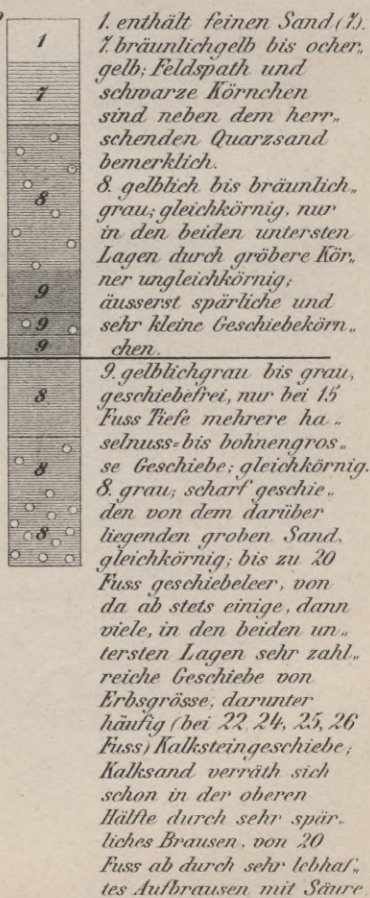 1
7
8
9
9
9
8
8
8
1. enthält feinen Sand (7).
7. bräunlichgelb bis ocher„
gelb; Feldspath und
schwarze Körnchen
sind neben dem herr„
schenden Quarzsand
bemerklich.
8. gelblich bis bräunlich„
grau; gleichkörnig, nur
in den beiden untersten
Lagen durch gröbere Kör„
ner ungleichkörnig;
äusserst spärliche und
sehr kleine Geschiebekörn„
chen.
9. gelblichgrau bis grau,
geschiebefrei, nur bei 15
Fuss Tiefe mehrere ha„
selnuss= bis bohnengros„
se Geschiebe; gleichkörnig.
8. grau; scharf geschie„
den von dem darüber
liegenden groben Sand.
gleichkörnig; bis zu 20
Fuss geschiebeleer, von
da ab stets einige, dann
viele, in den beiden un„
tersten Lagen sehr zahl„
reiche Geschiebe von
Erbsgrösse, darunter
häufig (bei 22, 24, 25, 26
Fuss) Kalksteingeschiebe;
Kalksand verräth sich
schon in der oberen
Hälfte durch sehr spär„
liches Brausen, von 20
Fuss ab durch sehr lebhaf„
tes Aufbrausen mit Säure